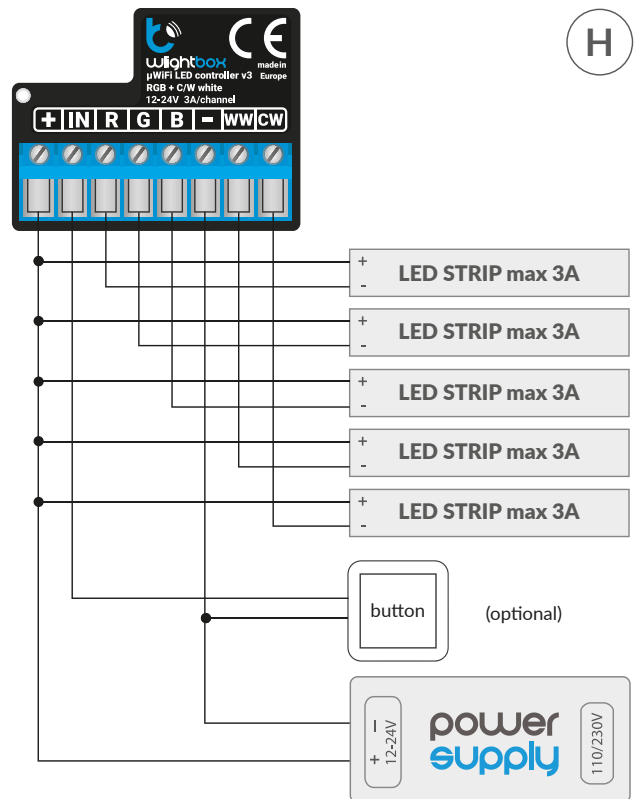 H
wlightbox
CE
made in
Europe
µWiFi LED controller v3
RGB + C/W white
12-24V 3A/channel
+ IN R G B - WW CW
+
LED STRIP max 3A
-
+
LED STRIP max 3A
-
+
LED STRIP max 3A
-
+
LED STRIP max 3A
-
+
LED STRIP max 3A
-
button
(optional)
-
+
12-24V
power
supply
110/230V